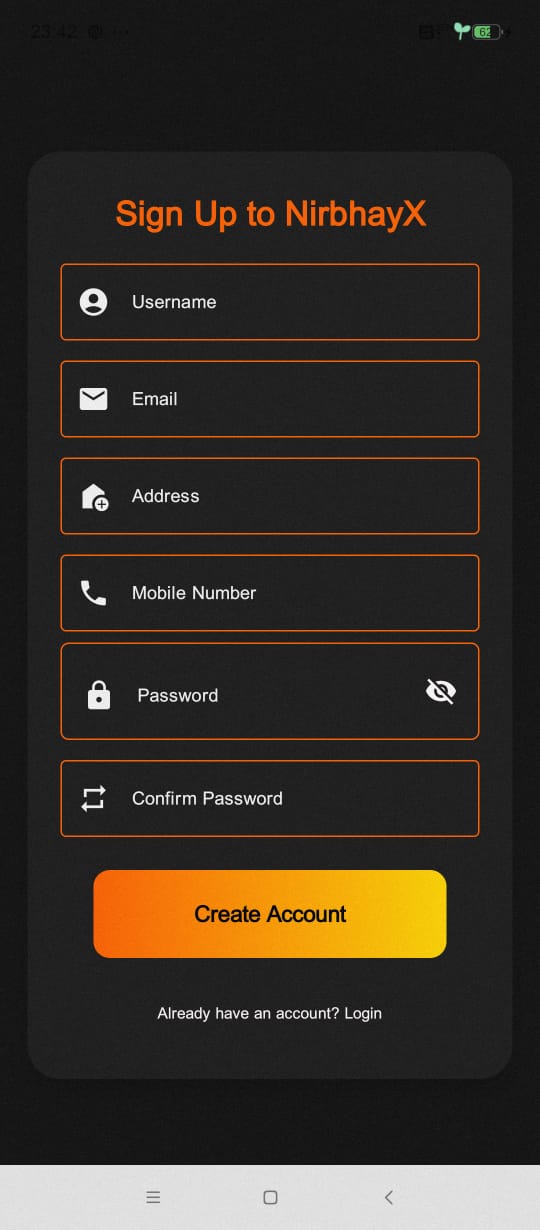 23:42
62
Sign Up to NirbhayX
Username
Email
Address
Mobile Number
Password
Confirm Password
Create Account
Already have an account? Login